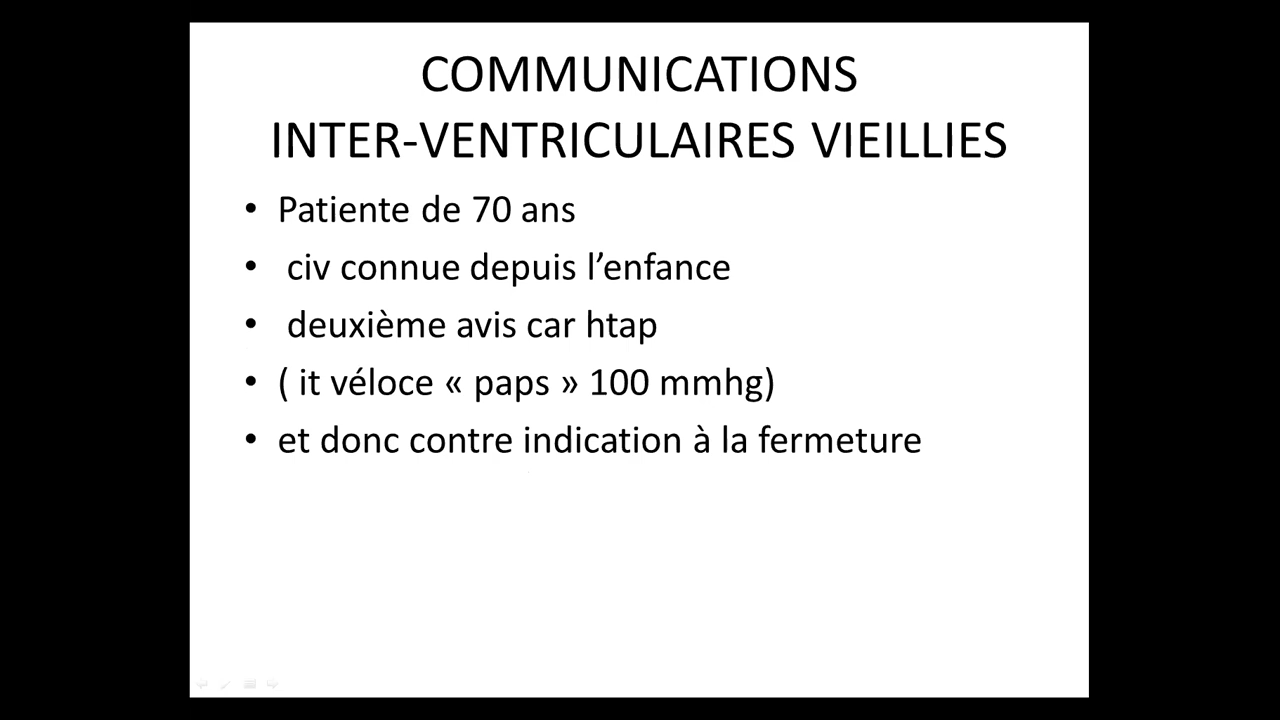 COMMUNICATIONS
INTER-VENTRICULAIRES VIEILLIES
• Patiente de 70 ans
• civ connue depuis l’enfance
• deuxième avis car htap
• ( it véloce « paps » 100 mmhg)
• et donc contre indication à la fermeture